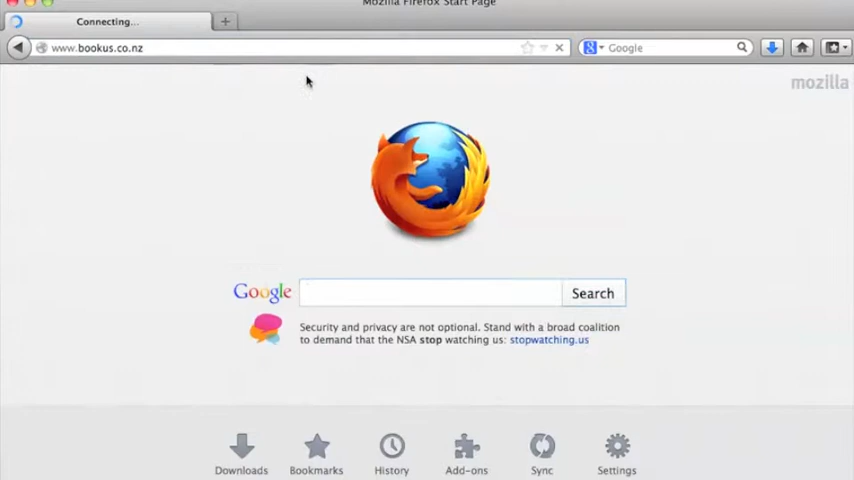 Mozilla Firefox Start Page
Connecting...
www.bookus.co.nz
Google
mozilla
Google
Search
Security and privacy are not optional. Stand with a broad coalition
to demand that the NSA stop watching us: stopwatching.us
Downloads
Bookmarks
History
Add-ons
Sync
Settings